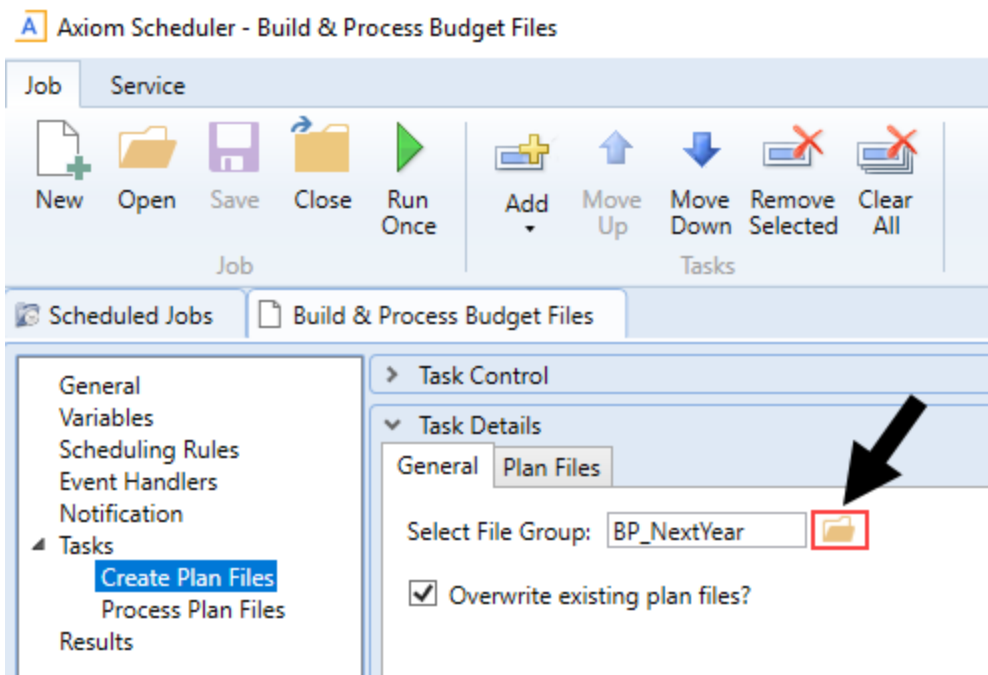 A Axiom Scheduler - Build & Process Budget Files
Job Service
New Open Save Close Run Once Add Move Up Move Down Remove Selected Clear All
Job Tasks
Scheduled Jobs Build & Process Budget Files
General
Variables
Scheduling Rules
Event Handlers
Notification
Tasks
Create Plan Files
Process Plan Files
Results
Task Control
Task Details
General Plan Files
Select File Group: BP_NextYear
Overwrite existing plan files?